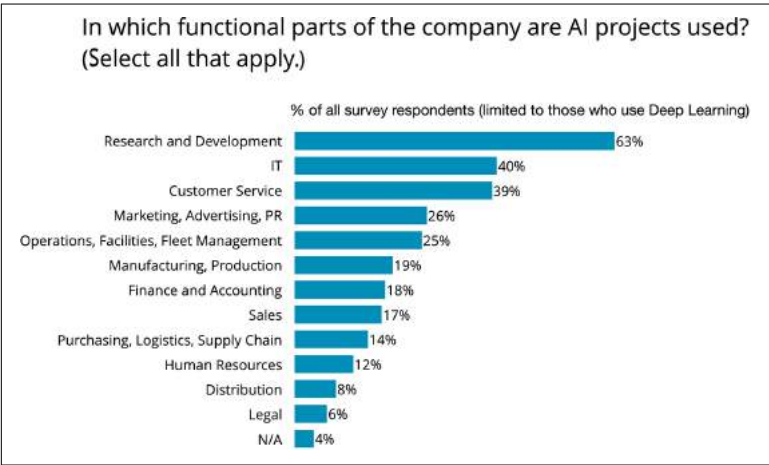 In which functional parts of the company are AI projects used?
(Select all that apply.)
% of all survey respondents (limited to those who use Deep Learning)
Research and Development 63%
IT 40%
Customer Service 39%
Marketing, Advertising, PR 26%
Operations, Facilities, Fleet Management 25%
Manufacturing, Production 19%
Finance and Accounting 18%
Sales 17%
Purchasing, Logistics, Supply Chain 14%
Human Resources 12%
Distribution 8%
Legal 6%
N/A 4%